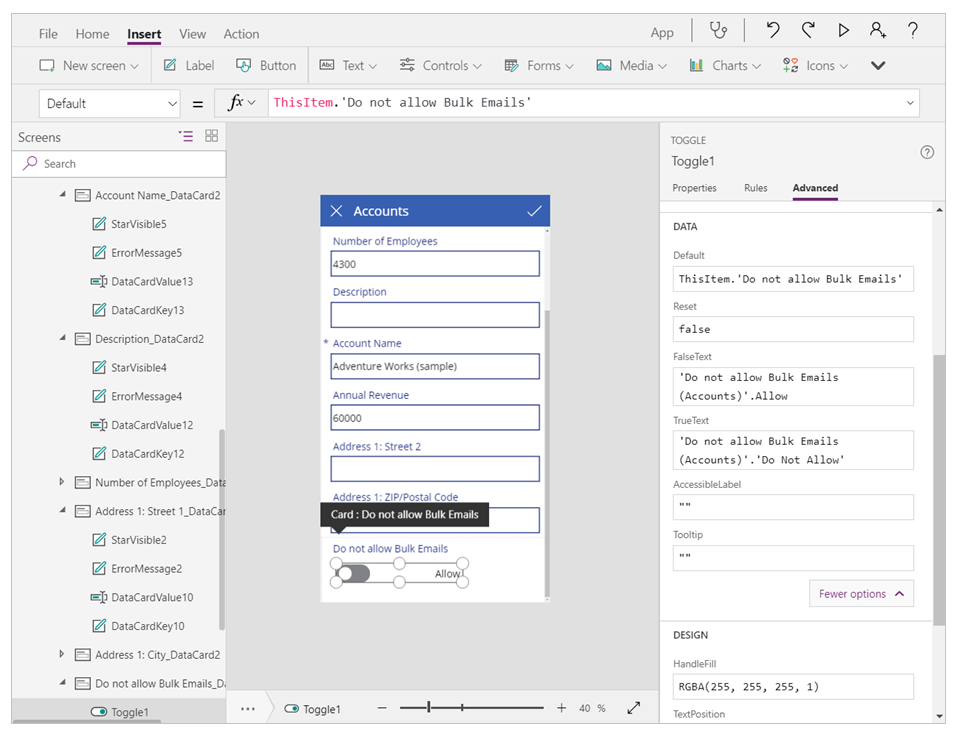 File Home Insert View Action App
New screen Label Button Text Controls Forms Media Charts Icons
Abc
Default = fx ThisItem.'Do not allow Bulk Emails'
Screens
Search
Account Name_DataCard2
StarVisible5
ErrorMessage5
DataCardValue13
DataCardKey13
Description_DataCard2
StarVisible4
ErrorMessage4
DataCardValue12
DataCardKey12
Number of Employees_Data
Address 1: Street 1_DataCar
StarVisible2
ErrorMessage2
DataCardValue10
DataCardKey10
Address 1: City_DataCard2
Do not allow Bulk Emails_Da
Toggle1
Accounts
Number of Employees
4300
Description
* Account Name
Adventure Works (sample)
Annual Revenue
60000
Address 1: Street 2
Address 1: ZIP/Postal Code
Card : Do not allow Bulk Emails
Do not allow Bulk Emails
Allow
... Toggle1 − + 40 %
TOGGLE
Toggle1
?
Properties Rules Advanced
DATA
Default
ThisItem.'Do not allow Bulk Emails'
Reset
false
FalseText
'Do not allow Bulk Emails
(Accounts)'.Allow
TrueText
'Do not allow Bulk Emails
(Accounts)'.'Do Not Allow'
AccessibleLabel
""
Tooltip
""
Fewer options
DESIGN
HandleFill
RGBA(255, 255, 255, 1)
TextPosition